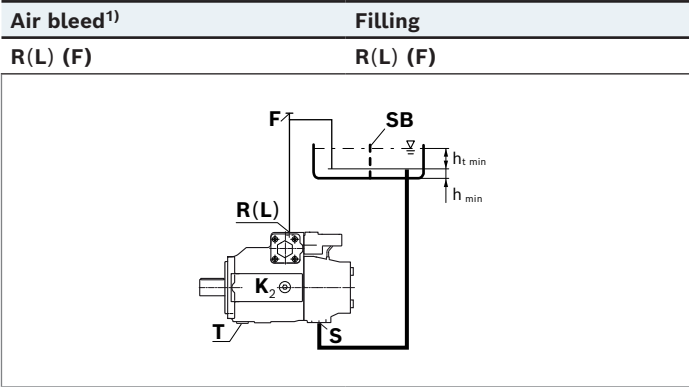 Air bleed1) Filling
R(L) (F) R(L) (F)
F SB
ht min
h min
R(L)
K2
T S